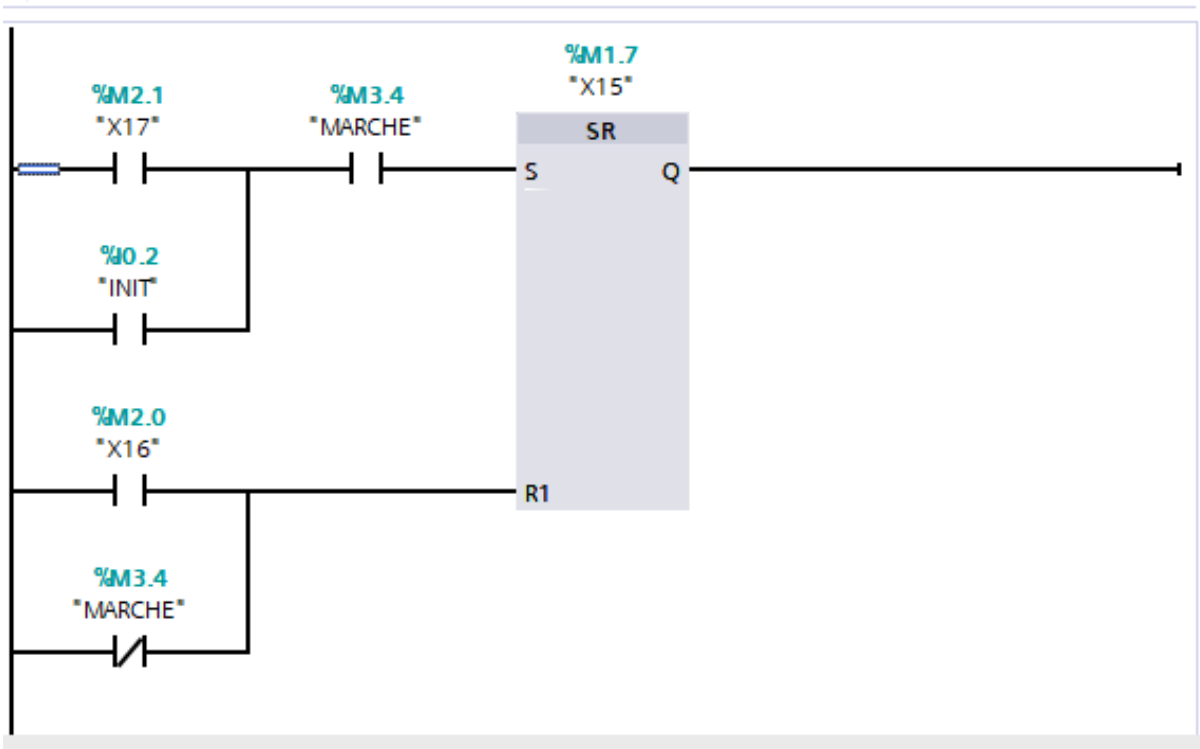 %M1.7
"X15"
%M2.1
"X17"
%M3.4
"MARCHE"
SR
S
Q
%I0.2
"INIT"
%M2.0
"X16"
R1
%M3.4
"MARCHE"